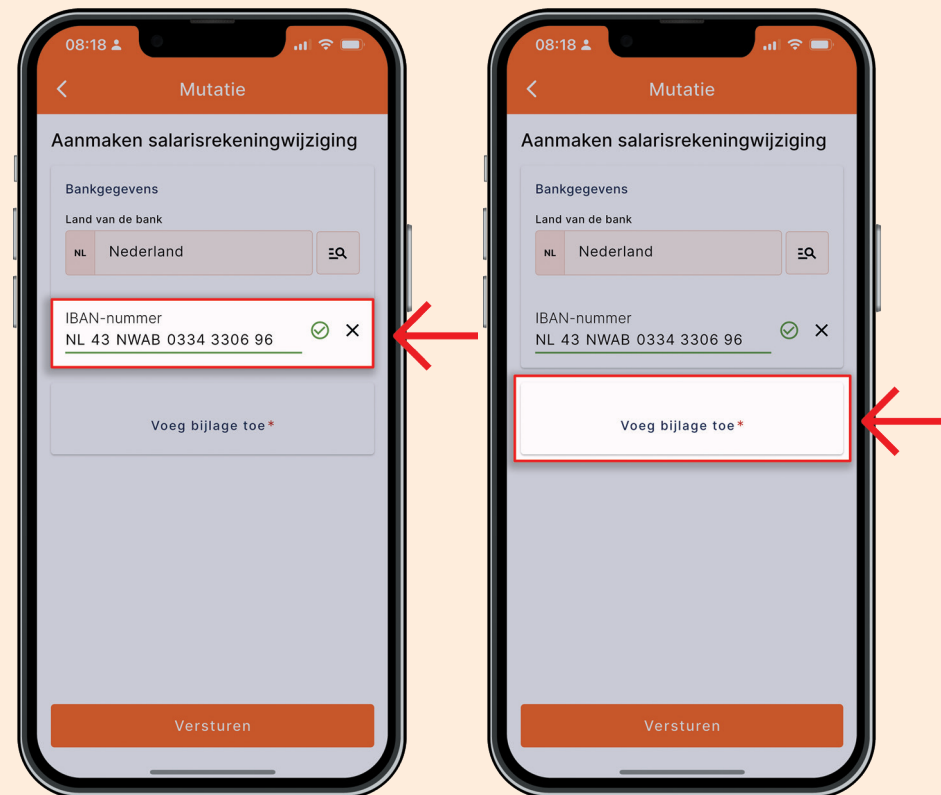 08:18
Mutatie
Aanmaken salarisrekeningwijziging
Bankgegevens
Land van de bank
NL Nederland
IBAN-nummer
NL 43 NWAB 0334 3306 96
Voeg bijlage toe*
Versturen
08:18
Mutatie
Aanmaken salarisrekeningwijziging
Bankgegevens
Land van de bank
NL Nederland
IBAN-nummer
NL 43 NWAB 0334 3306 96
Voeg bijlage toe*
Versturen